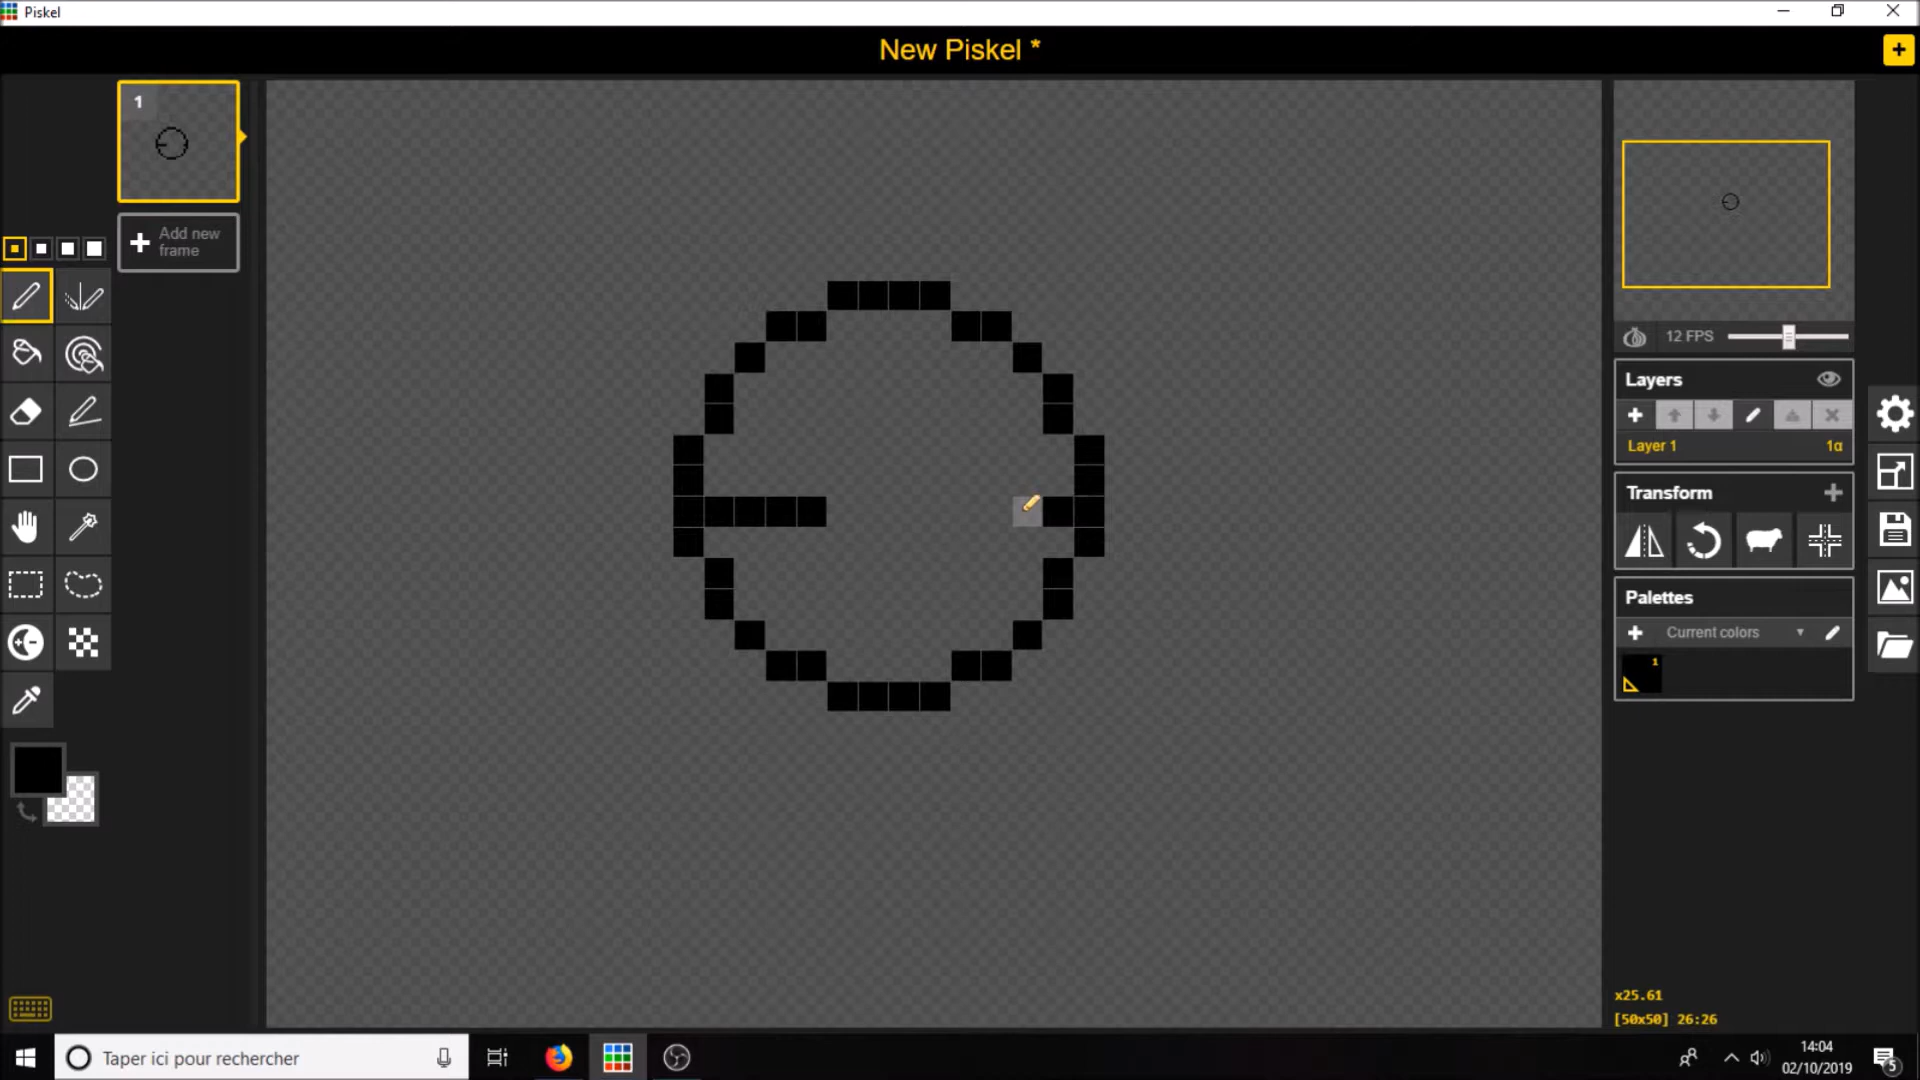 Piskel
New Piskel *
1
Add new
frame
12 FPS
Layers
Layer 1
1α
Transform
Palettes
Current colors
1
x25.61
[50x50] 26:26
Taper ici pour rechercher
14:04
02/10/2019
5